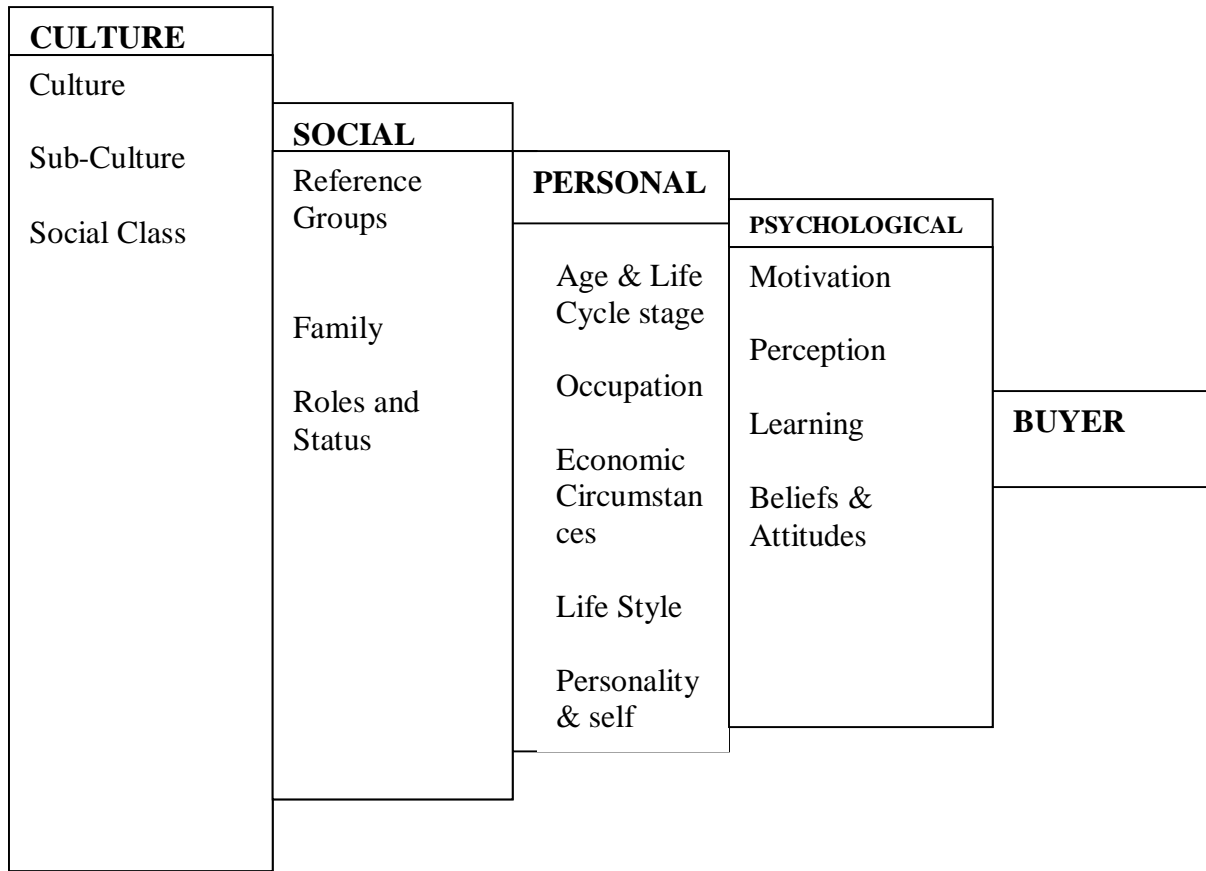 CULTURE
Culture
Sub-Culture
Social Class
SOCIAL
Reference
Groups
Family
Roles and
Status
PERSONAL
Age & Life
Cycle stage
Occupation
Economic
Circumstan
ces
Life Style
Personality
& self
PSYCHOLOGICAL
Motivation
Perception
Learning
Beliefs &
Attitudes
BUYER